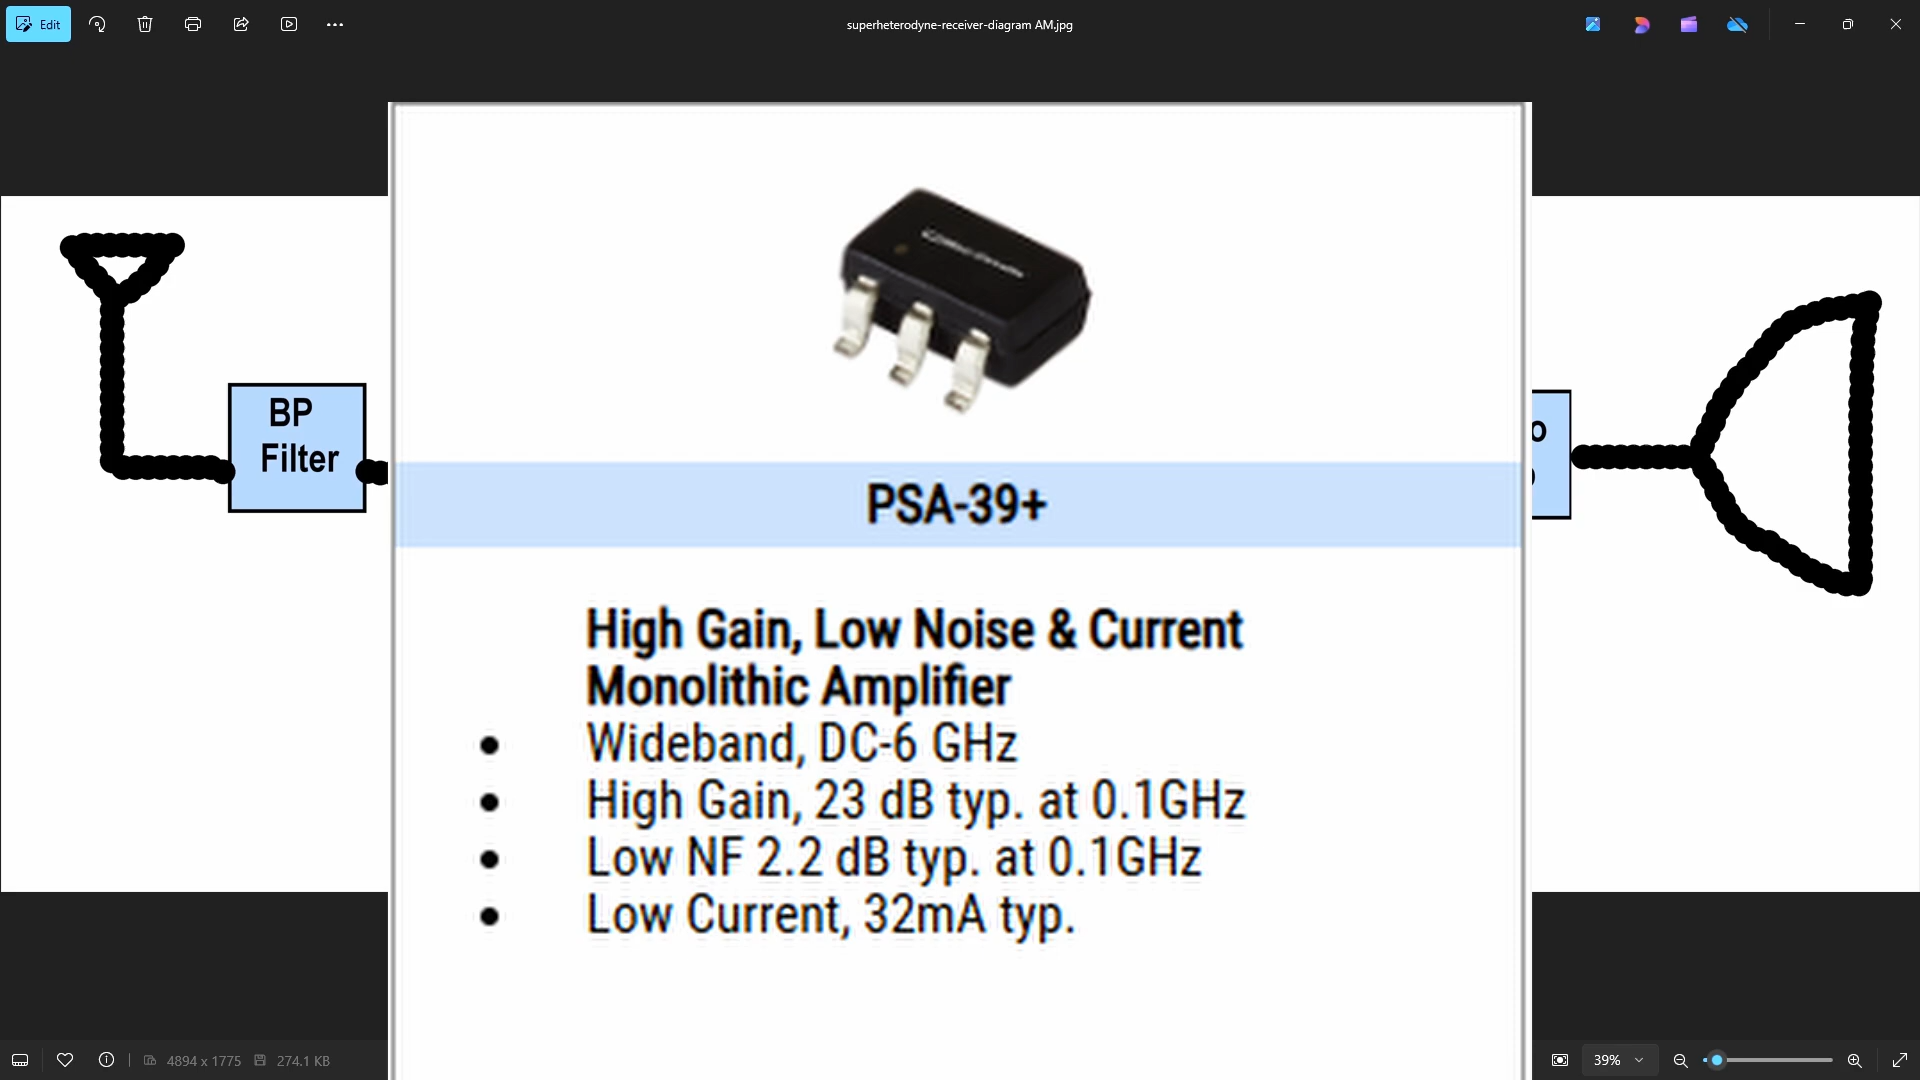 Edit
superheterodyne-receiver-diagram AM.jpg
BP
Filter
o
PSA-39+
High Gain, Low Noise & Current
Monolithic Amplifier
• Wideband, DC-6 GHz
• High Gain, 23 dB typ. at 0.1GHz
• Low NF 2.2 dB typ. at 0.1GHz
• Low Current, 32mA typ.
4894 x 1775
274.1 KB
39%